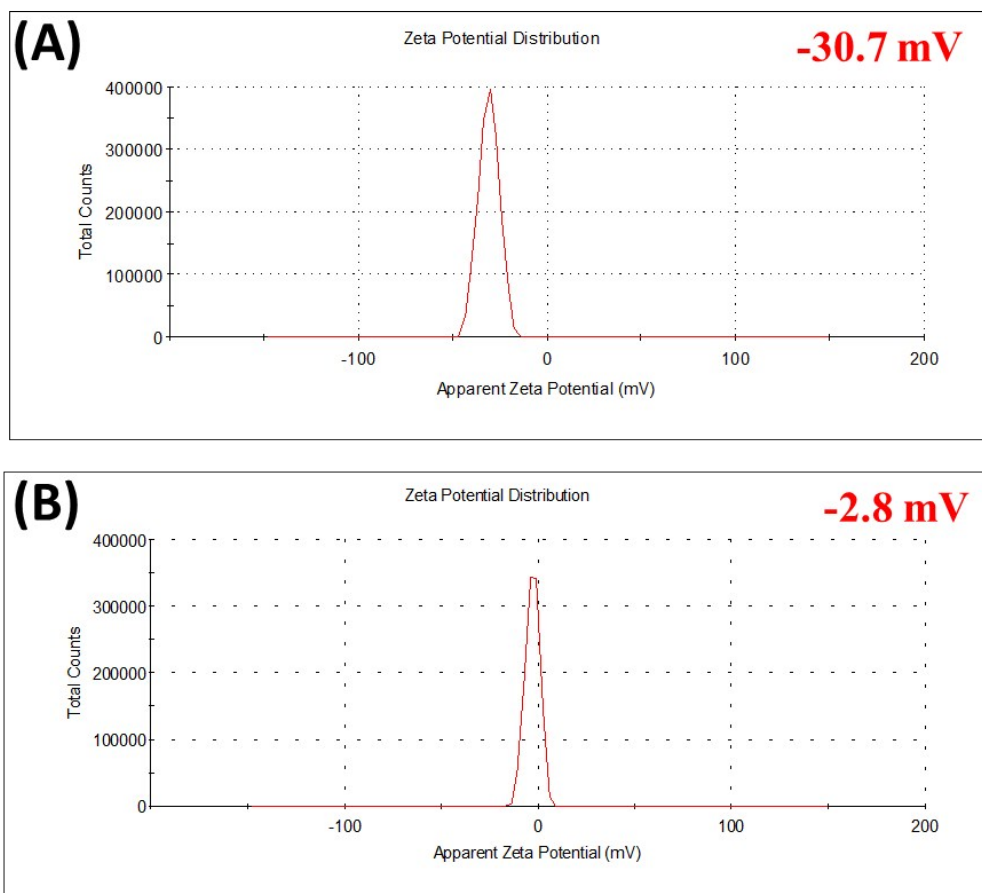 (A)
Zeta Potential Distribution
-30.7 mV
400000
300000
200000
100000
0
Total Counts
-100 0 100 200
Apparent Zeta Potential (mV)
(B)
Zeta Potential Distribution
-2.8 mV
400000
300000
200000
100000
0
Total Counts
-100 0 100 200
Apparent Zeta Potential (mV)